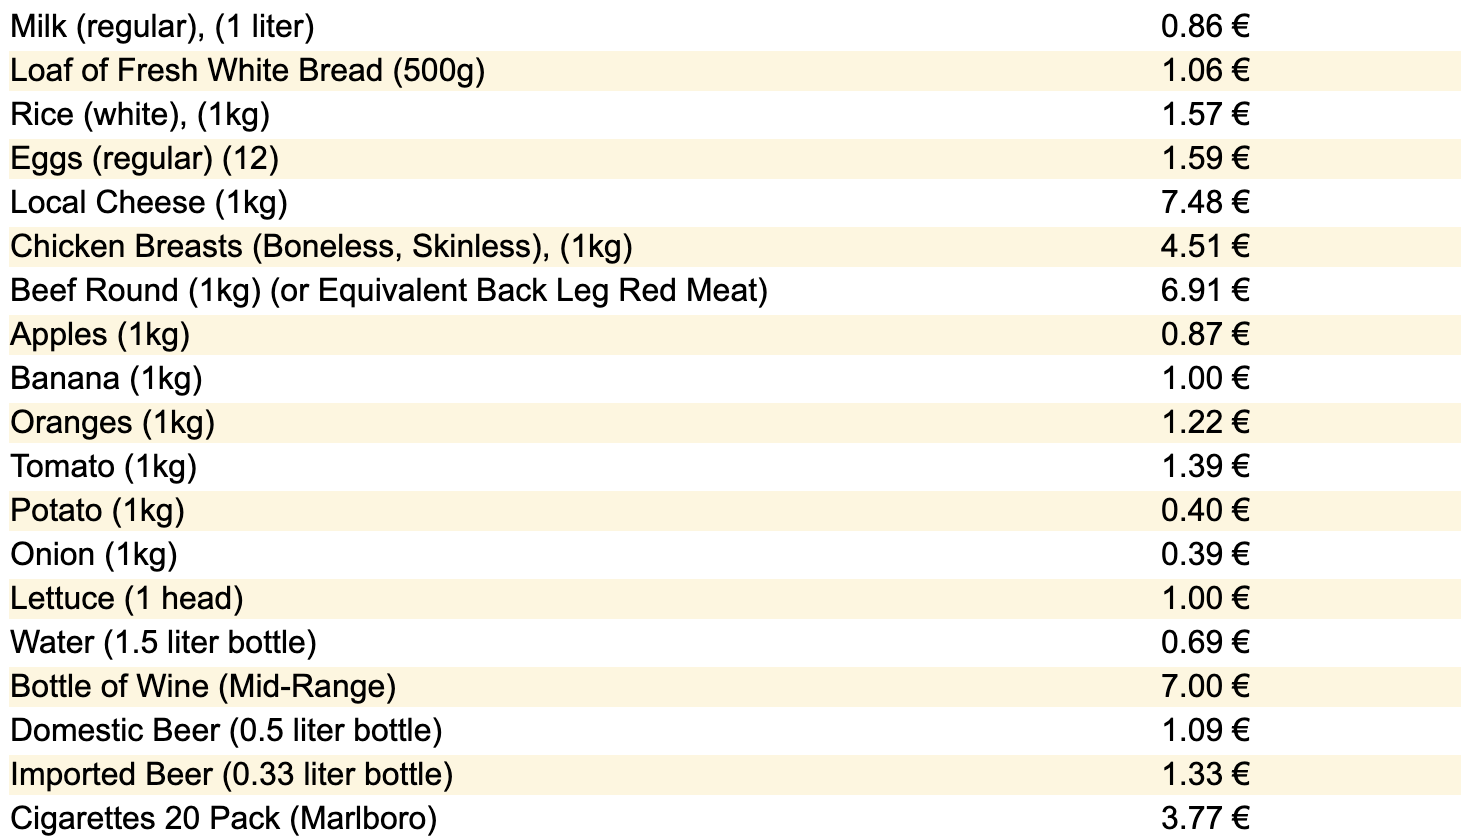 Milk (regular), (1 liter) 0.86 €
Loaf of Fresh White Bread (500g) 1.06 €
Rice (white), (1kg) 1.57 €
Eggs (regular) (12) 1.59 €
Local Cheese (1kg) 7.48 €
Chicken Breasts (Boneless, Skinless), (1kg) 4.51 €
Beef Round (1kg) (or Equivalent Back Leg Red Meat) 6.91 €
Apples (1kg) 0.87 €
Banana (1kg) 1.00 €
Oranges (1kg) 1.22 €
Tomato (1kg) 1.39 €
Potato (1kg) 0.40 €
Onion (1kg) 0.39 €
Lettuce (1 head) 1.00 €
Water (1.5 liter bottle) 0.69 €
Bottle of Wine (Mid-Range) 7.00 €
Domestic Beer (0.5 liter bottle) 1.09 €
Imported Beer (0.33 liter bottle) 1.33 €
Cigarettes 20 Pack (Marlboro) 3.77 €